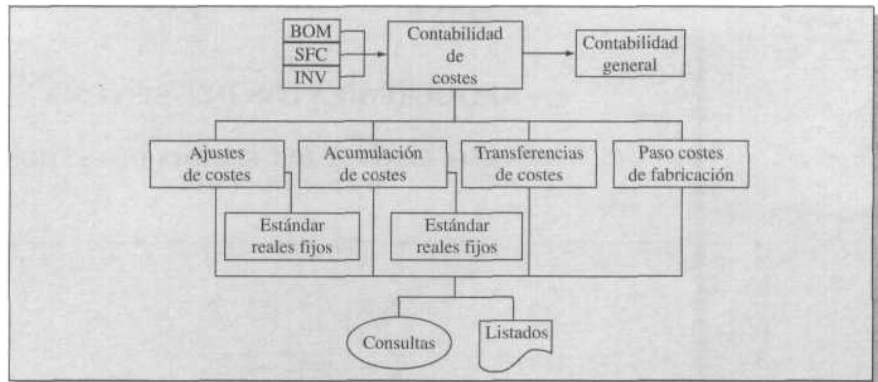 BOM
SFC
INV
Contabilidad
de
costes
Contabilidad
general
Ajustes
de costes
Acumulación
de costes
Transferencias
de costes
Paso costes
de fabricación
Estándar
reales fijos
Estándar
reales fijos
Consultas
Listados